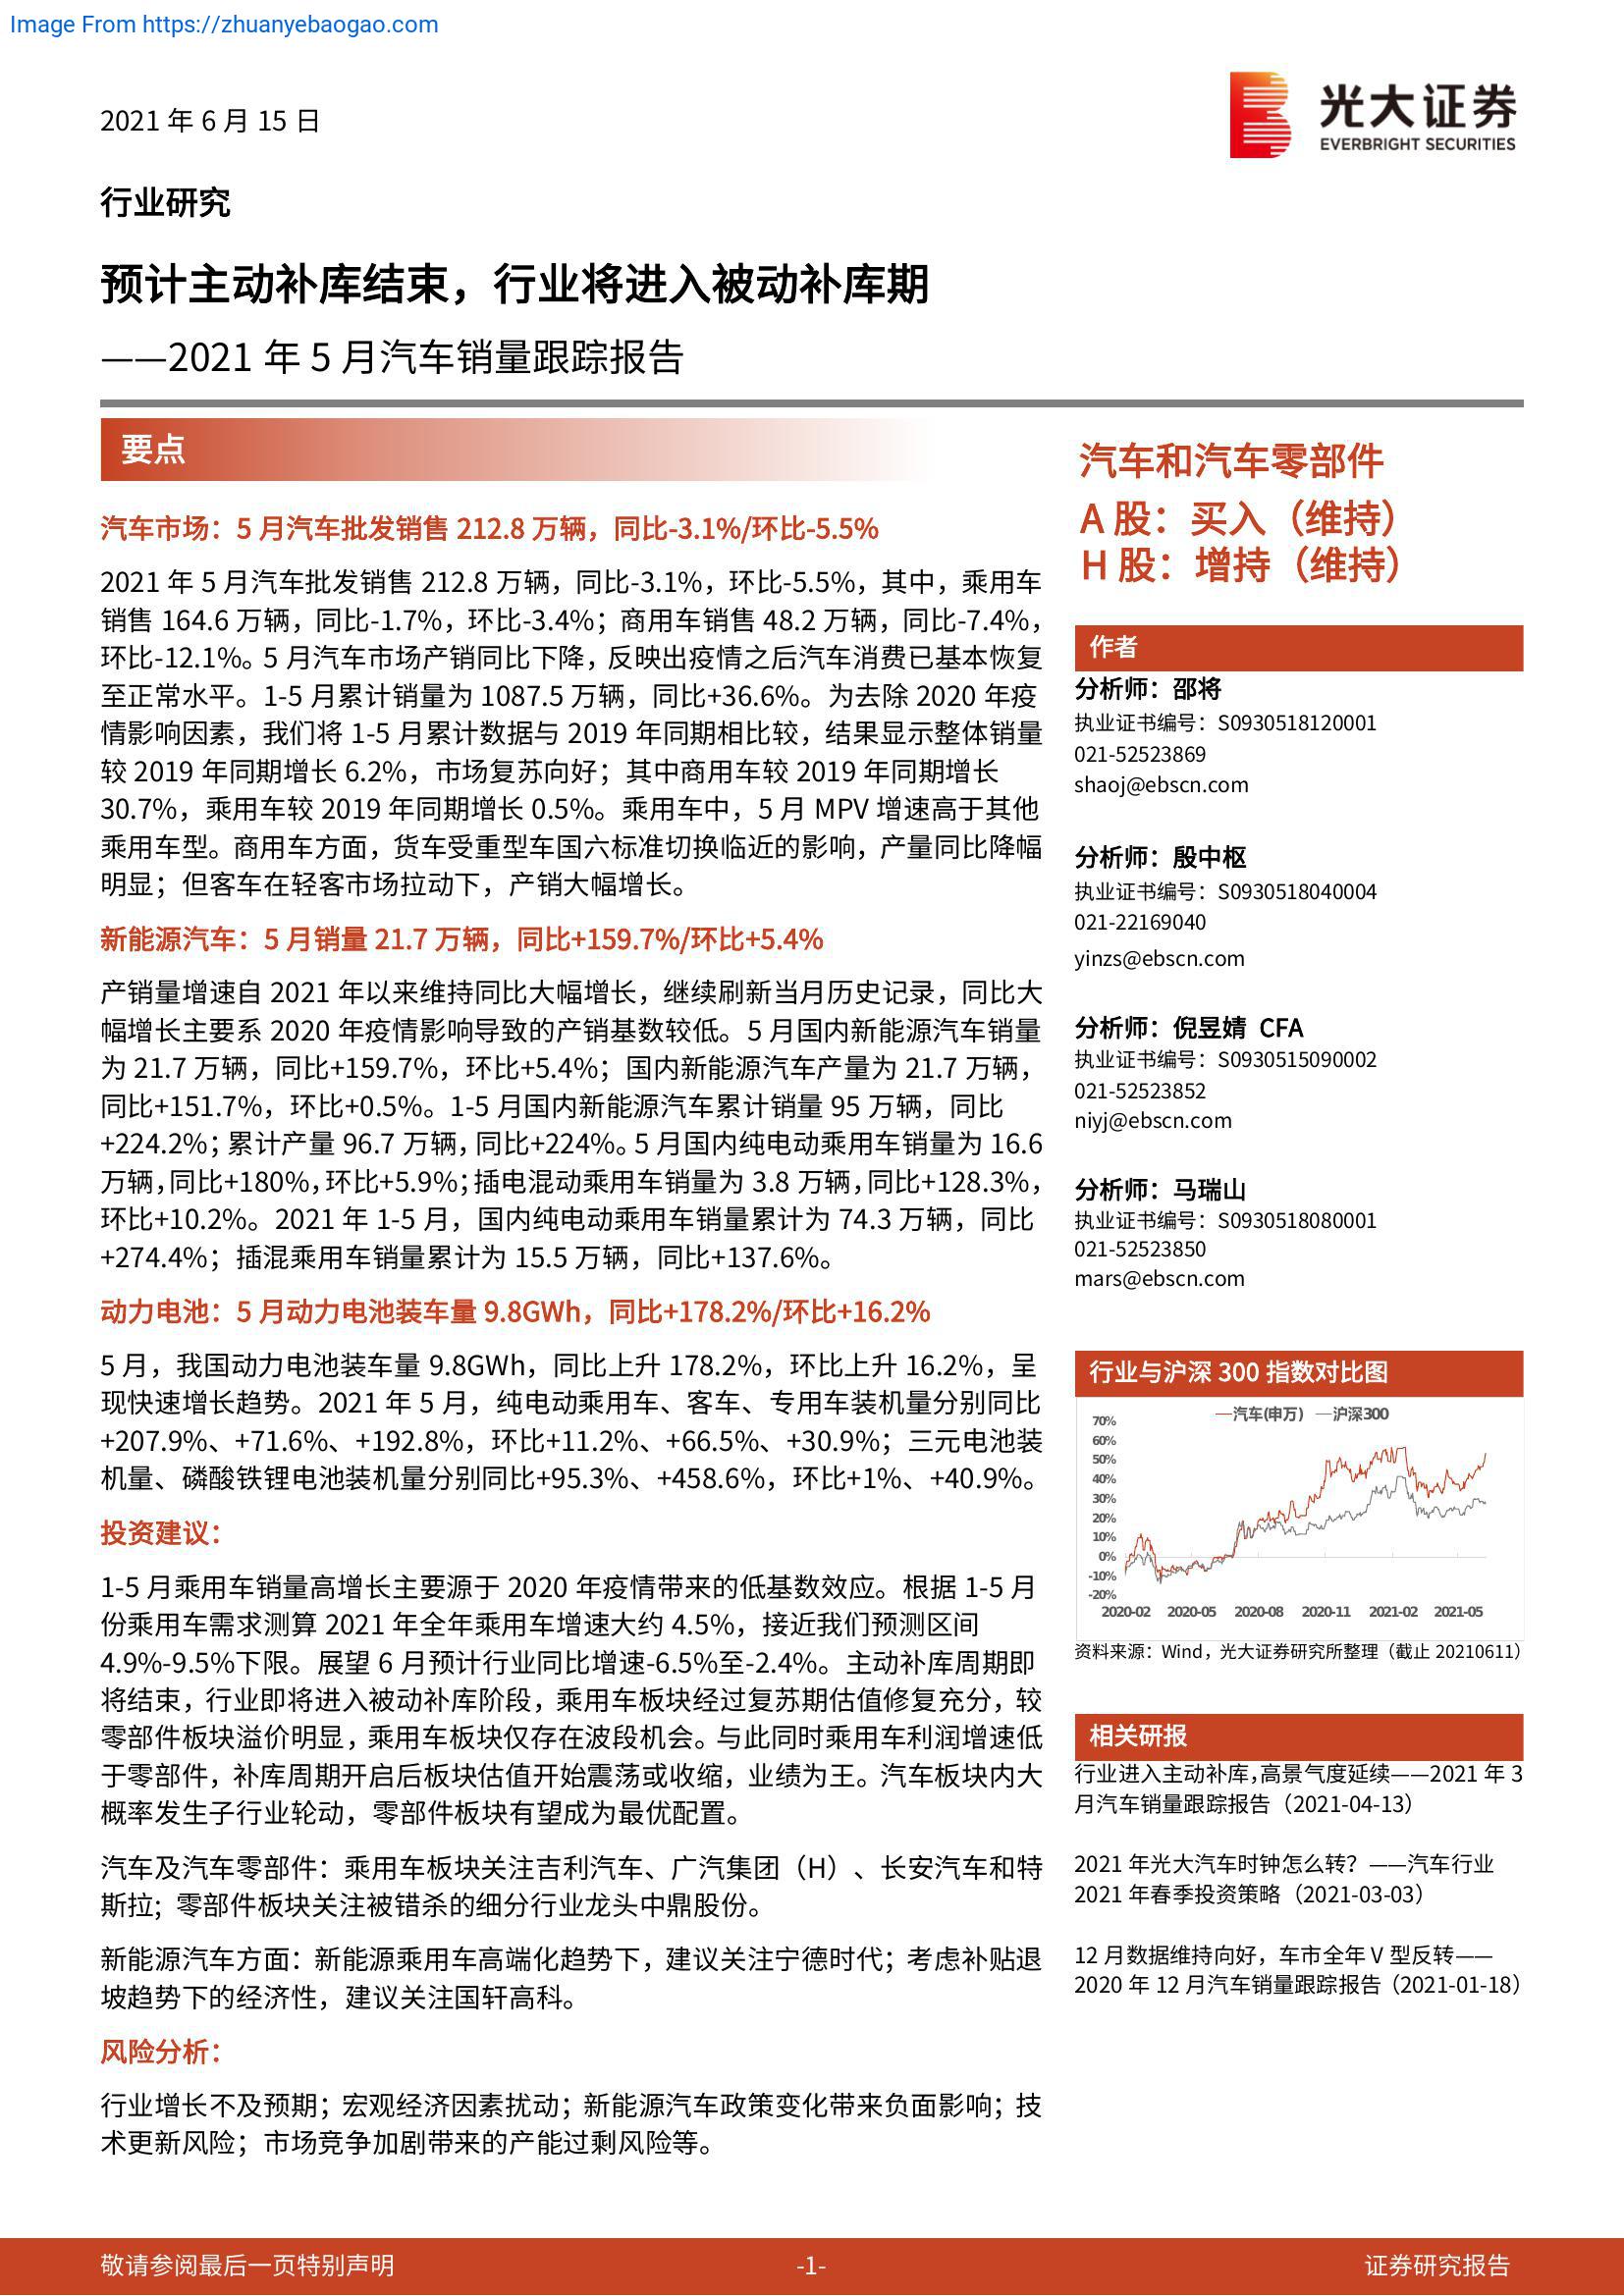 Image From https://zhuanyebaogao.com
2021 年 6 月 15 日
光大证券
EVERBRIGHT SECURITIES
行业研究
预计主动补库结束，行业将进入被动补库期
——2021 年 5 月汽车销量跟踪报告
要点
汽车市场：5 月汽车批发销售 212.8 万辆，同比-3.1%/环比-5.5%
2021 年 5 月汽车批发销售 212.8 万辆，同比-3.1%，环比-5.5%，其中，乘用车
销售 164.6 万辆，同比-1.7%，环比-3.4%；商用车销售 48.2 万辆，同比-7.4%，
环比-12.1%。5 月汽车市场产销同比下降，反映出疫情之后汽车消费已基本恢复
至正常水平。1-5 月累计销量为 1087.5 万辆，同比+36.6%。为去除 2020 年疫
情影响因素，我们将 1-5 月累计数据与 2019 年同期相比较，结果显示整体销量
较 2019 年同期增长 6.2%，市场复苏向好；其中商用车较 2019 年同期增长
30.7%，乘用车较 2019 年同期增长 0.5%。乘用车中，5 月 MPV 增速高于其他
乘用车型。商用车方面，货车受重型车国六标准切换临近的影响，产量同比降幅
明显；但客车在轻客市场拉动下，产销大幅增长。
新能源汽车：5 月销量 21.7 万辆，同比+159.7%/环比+5.4%
产销量增速自 2021 年以来维持同比大幅增长，继续刷新当月历史记录，同比大
幅增长主要系 2020 年疫情影响导致的产销基数较低。5 月国内新能源汽车销量
为 21.7 万辆，同比+159.7%，环比+5.4%；国内新能源汽车产量为 21.7 万辆，
同比+151.7%，环比+0.5%。1-5 月国内新能源汽车累计销量 95 万辆，同比
+224.2%；累计产量 96.7 万辆，同比+224%。5 月国内纯电动乘用车销量为 16.6
万辆，同比+180%，环比+5.9%；插电混动乘用车销量为 3.8 万辆，同比+128.3%，
环比+10.2%。2021 年 1-5 月，国内纯电动乘用车销量累计为 74.3 万辆，同比
+274.4%；插混乘用车销量累计为 15.5 万辆，同比+137.6%。
动力电池：5 月动力电池装车量 9.8GWh，同比+178.2%/环比+16.2%
5 月，我国动力电池装车量 9.8GWh，同比上升 178.2%，环比上升 16.2%，呈
现快速增长趋势。2021 年 5 月，纯电动乘用车、客车、专用车装机量分别同比
+207.9%、+71.6%、+192.8%，环比+11.2%、+66.5%、+30.9%；三元电池装
机量、磷酸铁锂电池装机量分别同比+95.3%、+458.6%，环比+1%、+40.9%。
投资建议：
1-5 月乘用车销量高增长主要源于 2020 年疫情带来的低基数效应。根据 1-5 月
份乘用车需求测算 2021 年全年乘用车增速大约 4.5%，接近我们预测区间
4.9%-9.5%下限。展望 6 月预计行业同比增速-6.5%至-2.4%。主动补库周期即
将结束，行业即将进入被动补库阶段，乘用车板块经过复苏期估值修复充分，较
零部件板块溢价明显，乘用车板块仅存在波段机会。与此同时乘用车利润增速低
于零部件，补库周期开启后板块估值开始震荡或收缩，业绩为王。汽车板块内大
概率发生子行业轮动，零部件板块有望成为最优配置。
汽车及汽车零部件：乘用车板块关注吉利汽车、广汽集团（H）、长安汽车和特
斯拉; 零部件板块关注被错杀的细分行业龙头中鼎股份。
新能源汽车方面：新能源乘用车高端化趋势下，建议关注宁德时代；考虑补贴退
坡趋势下的经济性，建议关注国轩高科。
风险分析：
行业增长不及预期；宏观经济因素扰动；新能源汽车政策变化带来负面影响；技
术更新风险；市场竞争加剧带来的产能过剩风险等。
汽车和汽车零部件
A 股：买入（维持）
H 股：增持（维持）
作者
分析师：邵将
执业证书编号：S0930518120001
021-52523869
shaoj@ebscn.com
分析师：殷中枢
执业证书编号：S0930518040004
021-22169040
yinzs@ebscn.com
分析师：倪昱婧 CFA
执业证书编号：S0930515090002
021-52523852
niyj@ebscn.com
分析师：马瑞山
执业证书编号：S0930518080001
021-52523850
mars@ebscn.com
行业与沪深 300 指数对比图
汽车(申万) 沪深300
70%
60%
50%
40%
30%
20%
10%
0%
-10%
-20%
2020-02 2020-05 2020-08 2020-11 2021-02 2021-05
资料来源：Wind，光大证券研究所整理（截止 20210611）
相关研报
行业进入主动补库，高景气度延续——2021 年 3
月汽车销量跟踪报告（2021-04-13）
2021 年光大汽车时钟怎么转？——汽车行业
2021 年春季投资策略（2021-03-03）
12 月数据维持向好，车市全年 V 型反转——
2020 年 12 月汽车销量跟踪报告（2021-01-18）
敬请参阅最后一页特别声明
-1-
证券研究报告